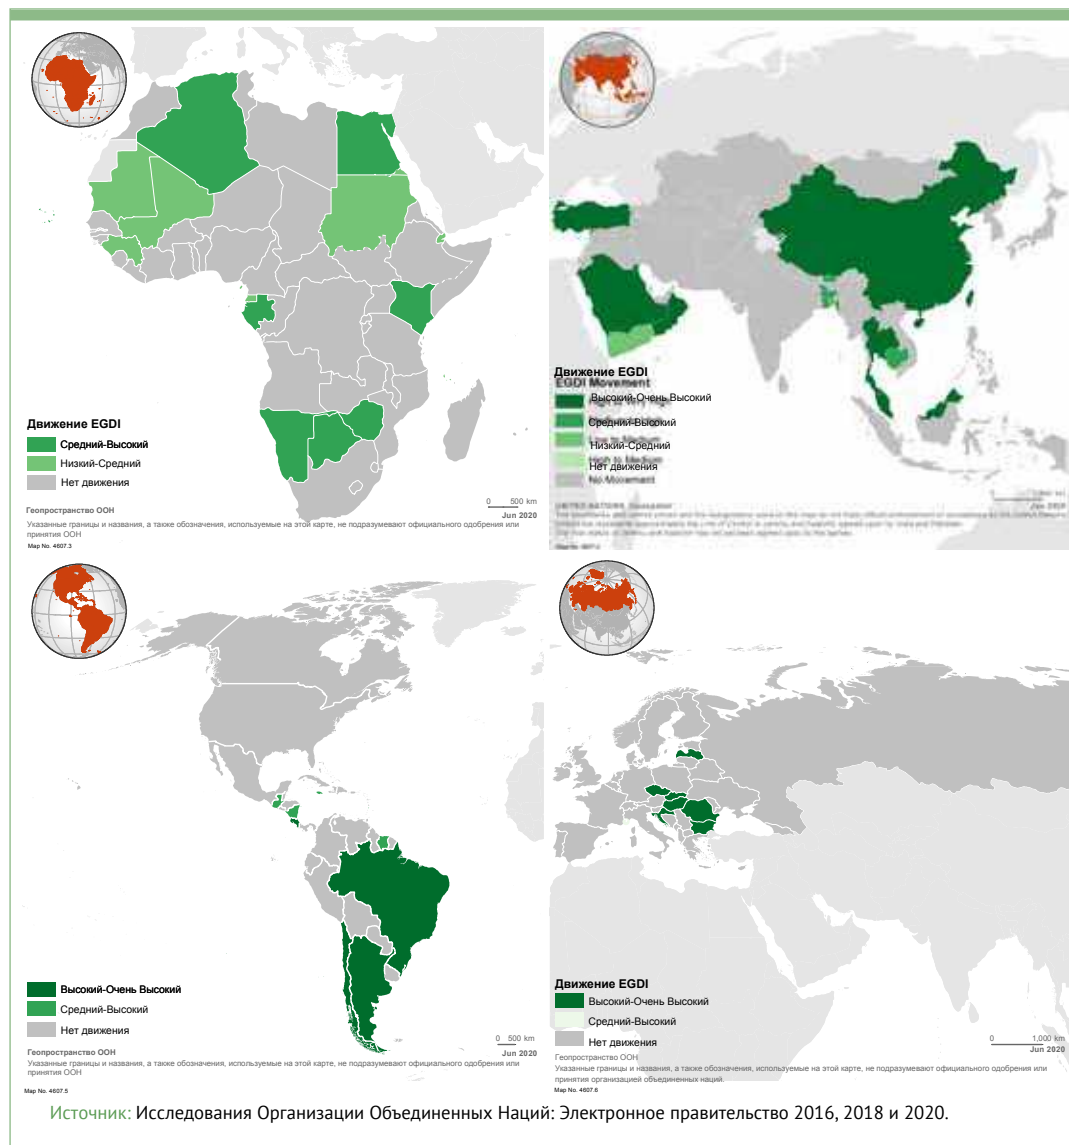 Движение EGDI
Средний-Высокий
Низкий-Средний
Нет движения
0 500 km
Jun 2020
Геопространство ООН
Указанные границы и названия, а также обозначения, используемые на этой карте, не подразумевают официального одобрения или
принятия ООН
Map No. 4607.3
Движение EGDI
EGDI Movement
Высокий-Очень Высокий
Средний-Высокий
Низкий-Средний
Нет движения
No Movement
Высокий-Очень Высокий
Средний-Высокий
Нет движения
0 500 km
Jun 2020
Геопространство ООН
Указанные границы и названия, а также обозначения, используемые на этой карте, не подразумевают официального одобрения или
принятия ООН
Map No. 4607.5
Движение EGDI
Высокий-Очень Высокий
Средний-Высокий
Нет движения
0 1,000 km
Jun 2020
Геопространство ООН
Указанные границы и названия, а также обозначения, используемые на этой карте, не подразумевают официального одобрения или
принятия организацией объединенных наций.
Map No. 4607.6
Источник: Исследования Организации Объединенных Наций: Электронное правительство 2016, 2018 и 2020.